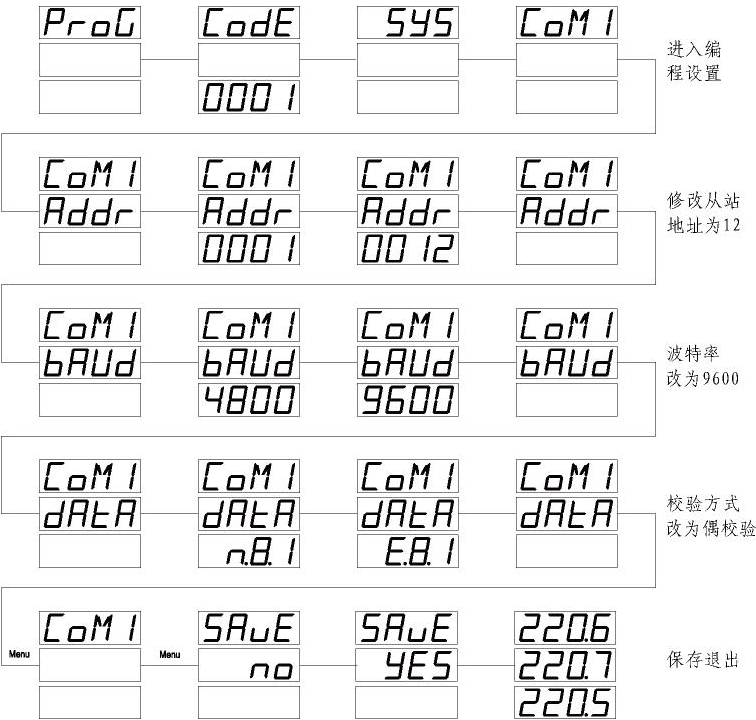 ProG CodE SYS CoM1
0001
进入编
程设置
CoM1 CoM1 CoM1 CoM1
Addr Addr Addr Addr
0001 0012
修改从站
地址为12
CoM1 CoM1 CoM1 CoM1
bAUd bAUd bAUd bAUd
4800 9600
波特率
改为9600
CoM1 CoM1 CoM1 CoM1
dAtA dAtA dAtA dAtA
n.8.1 E.8.1
校验方式
改为偶校验
CoM1 SAvE SAvE 220.6
Menu Menu no YES 220.7
220.5
保存退出